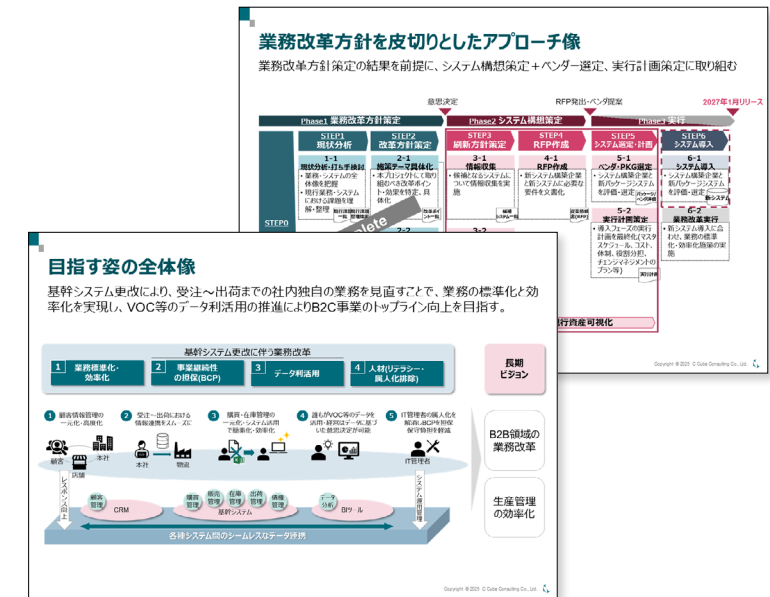 業務改革方針を皮切りとしたアプローチ像
業務改革方針策定の結果を前提に、システム構想策定＋ベンダー選定、実行計画策定に取り組む
意思決定
RFP発出・ベンダ提案
2027年1月リリース
Phase1 業務改革方針策定
Phase2 システム構想策定
Phase3 実行
STEP0
STEP1
現状分析
STEP2
改革方針策定
STEP3
刷新方針策定
STEP4
RFP作成
STEP5
システム選定・計画
STEP6
システム導入
1-1
現状分析・打ち手検討
・業務・システムの全体像を把握
・現行業務・システムにおける課題を理解・整理
2-1
施策テーマ具体化
・本プロジェクトにて取り組むべき改革ポイント・効果を特定、具体化
改革ポイント一覧
3-1
情報収集
・候補となるシステムについて情報収集を実施
候補システム一覧
4-1
RFP作成
・新システム構築企業と新システムに必要な要件を文書化
5-1
ベンダ・PKG選定
・システム構築企業と新パッケージシステムを評価・選定
6-1
システム導入
・システム構築企業と新パッケージシステムを評価・選定
新システム
5-2
実行計画策定
・導入フェーズの実行計画を最終化(マスタスケジュール、コスト、体制、役割分担、チェンジマネジメントのプラン等)
実行計画
6-2
業務改革実行
・新システム導入に合わせ、業務の標準化・効率化施策の実施
2-2
3-2
lete
行資産可視化
Copyright © 2025 C Cube Consulting Co., Ltd.
目指す姿の全体像
基幹システム更改により、受注～出荷までの社内独自の業務を見直すことで、業務の標準化と効
率化を実現し、VOC等のデータ利活用の推進によりB2C事業のトップライン向上を目指す。
基幹システム更改に伴う業務改革
1 業務標準化・
効率化
2 事業継続性
の担保(BCP)
3 データ利活用
4 人材(リテラシー・
属人化排除)
長期
ビジョン
1 顧客情報管理の
一元化・高度化
2 受注～出荷における
情報連携をスムーズに
3 購買・在庫管理の
一元化・システム活用
で簡素化・効率化
4 誰もがVOC等のデータを
活用・経営はデータに基づ
いた意思決定が可能
5 IT管理者の属人化を
解消しBCPを担保
保守負担を軽減
顧客
店舗
本社
本社
物流
IT管理者
レスポンス向上
システム運用管理
顧客
管理
CRM
購買
管理
販売
管理
在庫
管理
出荷
管理
債権
管理
基幹システム
データ
分析
BIツール
各種システム間のシームレスなデータ連携
B2B領域の
業務改革
生産管理
の効率化
Copyright © 2025 C Cube Consulting Co., Ltd.